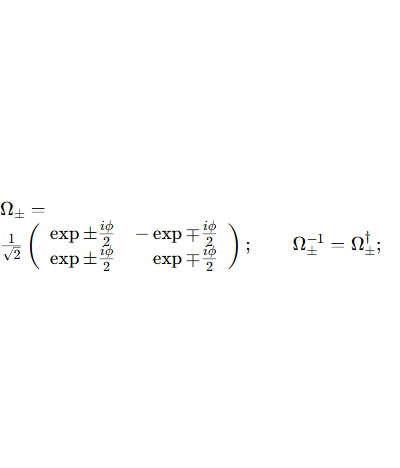 Ω± =
1/√2 ( exp ± iϕ/2   − exp ∓ iϕ/2
exp ± iϕ/2   exp ∓ iϕ/2 ) ;   Ω±^{−1} = Ω±^†;